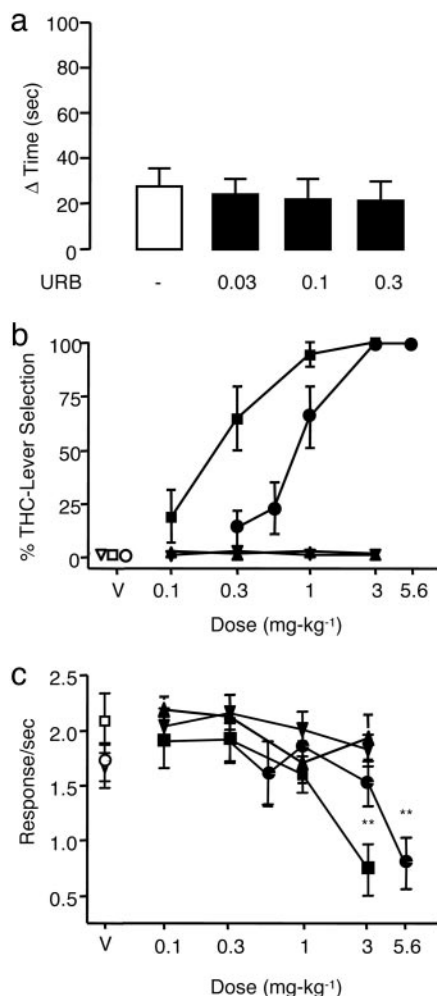 a
100
80
60
40
20
0
Δ Time (sec)
URB - 0.03 0.1 0.3
b
100
75
50
25
0
% THC-Lever Selection
V 0.1 0.3 1 3 5.6
Dose (mg-kg⁻¹)
c
2.5
2.0
1.5
1.0
0.5
Response/sec
** **
V 0.1 0.3 1 3 5.6
Dose (mg-kg⁻¹)